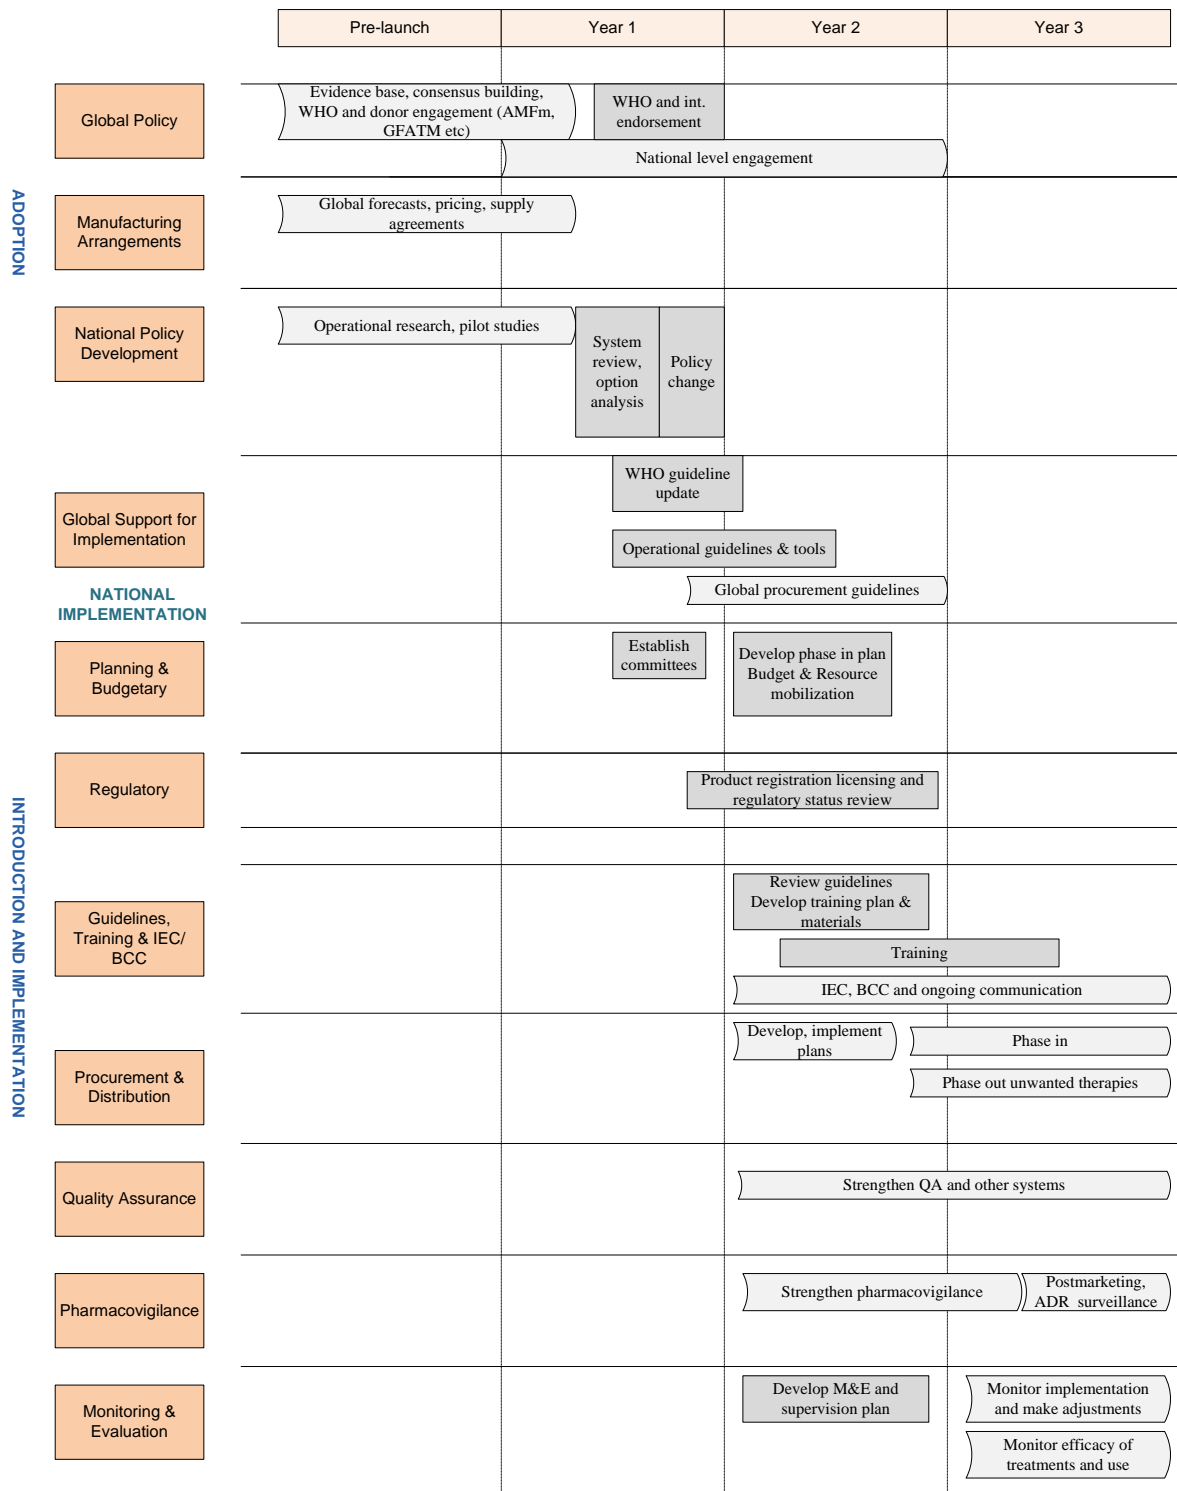 Pre-launch
Year 1
Year 2
Year 3
ADOPTION
Global Policy
Evidence base, consensus building,
WHO and donor engagement (AMFm,
GFATM etc)
WHO and int.
endorsement
National level engagement
Manufacturing
Arrangements
Global forecasts, pricing, supply
agreements
National Policy
Development
Operational research, pilot studies
System
review,
option
analysis
Policy
change
Global Support for
Implementation
WHO guideline
update
Operational guidelines & tools
Global procurement guidelines
NATIONAL
IMPLEMENTATION
INTRODUCTION AND IMPLEMENTATION
Planning &
Budgetary
Establish
committees
Develop phase in plan
Budget & Resource
mobilization
Regulatory
Product registration licensing and
regulatory status review
Guidelines,
Training & IEC/
BCC
Review guidelines
Develop training plan &
materials
Training
IEC, BCC and ongoing communication
Procurement &
Distribution
Develop, implement
plans
Phase in
Phase out unwanted therapies
Quality Assurance
Strengthen QA and other systems
Pharmacovigilance
Strengthen pharmacovigilance
Postmarketing,
ADR surveillance
Monitoring &
Evaluation
Develop M&E and
supervision plan
Monitor implementation
and make adjustments
Monitor efficacy of
treatments and use